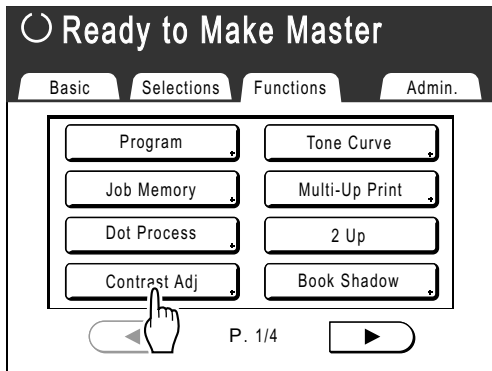 Ready to Make Master
Basic Selections Functions Admin.
Program Tone Curve
Job Memory Multi-Up Print
Dot Process 2 Up
Contrast Adj Book Shadow
P. 1/4